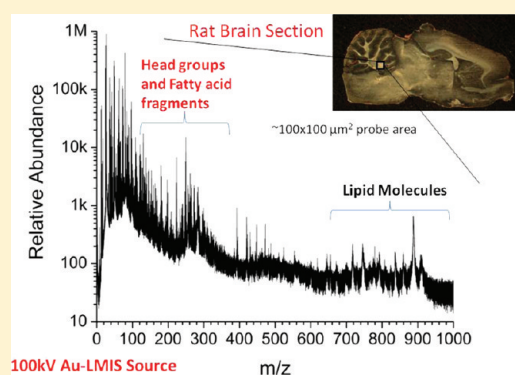 Rat Brain Section
Head groups
and Fatty acid
fragments
~100x100 µm² probe area
Lipid Molecules
Relative Abundance
1M
100k
10k
1k
100
10
0 100 200 300 400 500 600 700 800 900 1000
100kV Au-LMIS Source
m/z